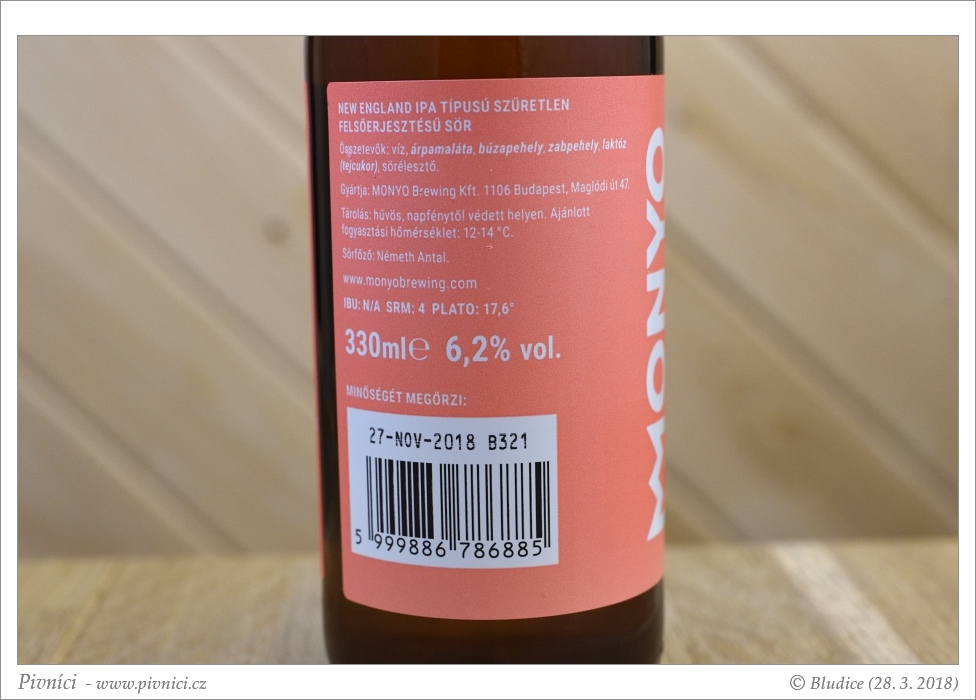 NEW ENGLAND IPA TÍPUSÚ SZŰRETLEN
FELSŐERJESZTÉSŰ SÖR
Összetevők: víz, árpamaláta, búzapehely, zabpehely, laktóz
(tejcukor), sörélesztő.
Gyártja: MONYO Brewing Kft. 1106 Budapest, Maglódi út 47.
Tárolás: hűvös, napfénytől védett helyen. Ajánlott
fogyasztási hőmérséklet: 12-14 °C.
Sörfőző: Németh Antal.
www.monyobrewing.com
IBU: N/A SRM: 4 PLATO: 17,6°
330ml℮ 6,2% vol.
MINŐSÉGÉT MEGŐRZI:
27-NOV-2018 B321
5 999886 786885
MONYO
Pivníci - www.pivnici.cz
© Bludice (28. 3. 2018)